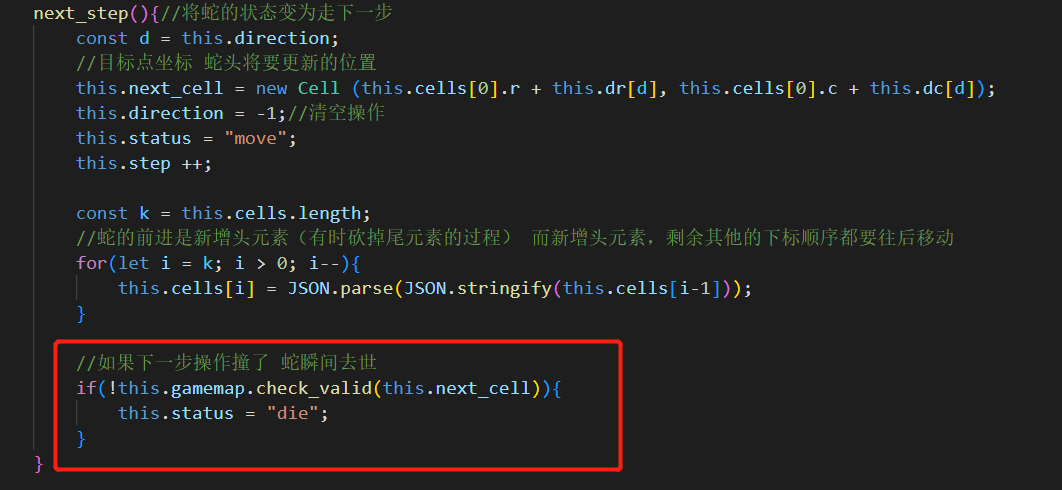 next_step(){//将蛇的状态变为走下一步
const d = this.direction;
//目标点坐标 蛇头将要更新的位置
this.next_cell = new Cell (this.cells[0].r + this.dr[d], this.cells[0].c + this.dc[d]);
this.direction = -1;//清空操作
this.status = "move";
this.step ++;
const k = this.cells.length;
//蛇的前进是新增头元素（有时砍掉尾元素的过程） 而新增头元素，剩余其他的下标顺序都要往后移动
for(let i = k; i > 0; i--){
this.cells[i] = JSON.parse(JSON.stringify(this.cells[i-1]));
}
//如果下一步操作撞了 蛇瞬间去世
if(!this.gamemap.check_valid(this.next_cell)){
this.status = "die";
}
}